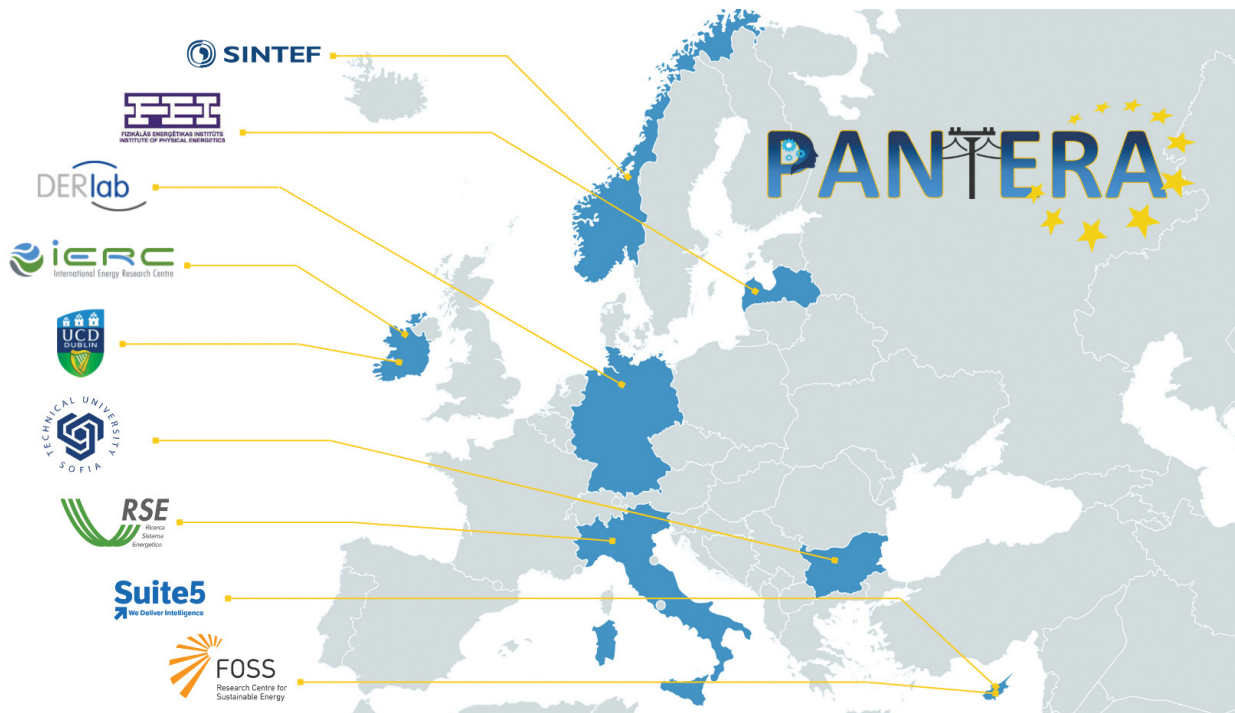 SINTEF
FEI
FIZIKĀLĀS ENERĢĒTIKAS INSTITŪTS
INSTITUTE OF PHYSICAL ENERGETICS
DERlab
iERC
International Energy Research Centre
UCD
DUBLIN
TECHNICAL UNIVERSITY
SOFIA
RSE
Ricerca
Sistema
Energetico
Suite5
We Deliver Intelligence
FOSS
Research Centre for
Sustainable Energy
PANTERA